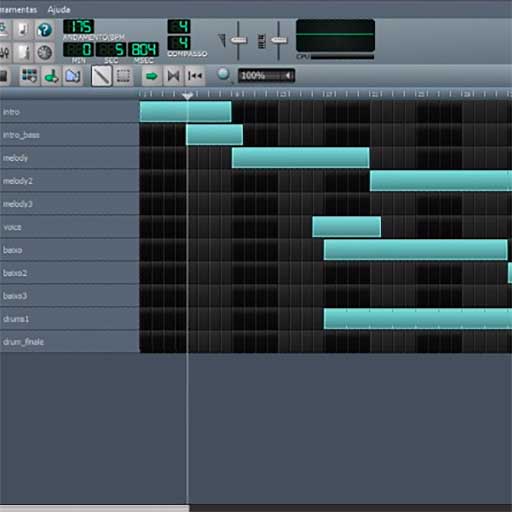 rramentas Ajuda
175
ANDAMENTO/BPM
4
4
COMPASSO
0 5 804
MIN SEC MSEC
CPU
100%
intro
intro_bass
melody
melody2
melody3
voice
baixo
baixo2
baixo3
drums1
drum_finale